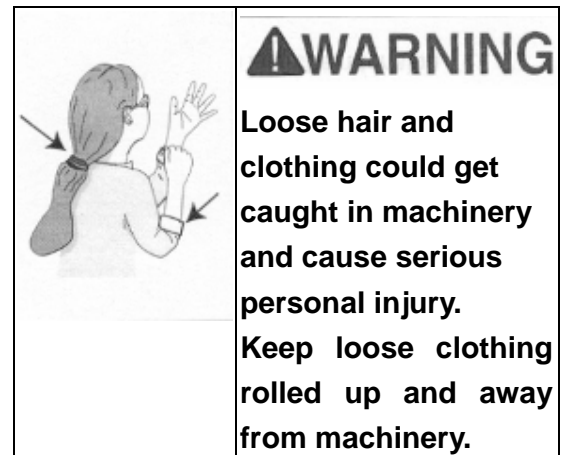 WARNING
Loose hair and
clothing could get
caught in machinery
and cause serious
personal injury.
Keep loose clothing
rolled up and away
from machinery.